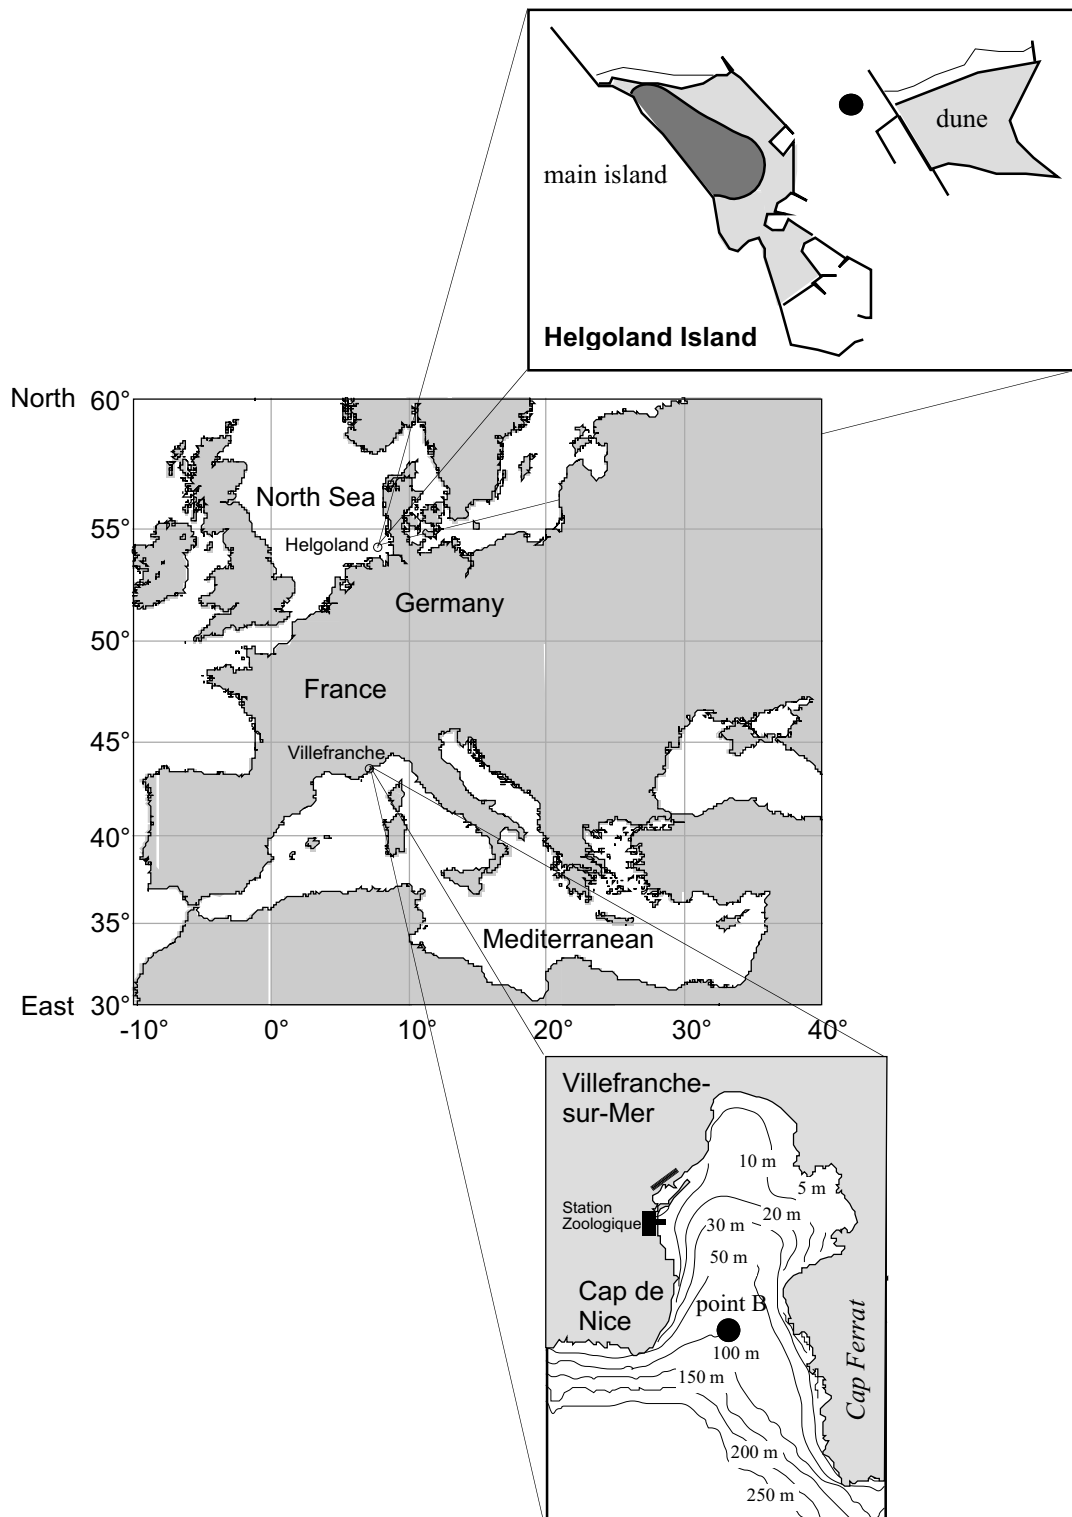 dune
main island
Helgoland Island
North 60°
North Sea
55°
Helgoland
Germany
50°
France
45°
Villefranche
40°
35°
Mediterranean
East 30°
-10° 0° 10° 20° 30° 40°
Villefranche-
sur-Mer
10 m
5 m
Station
Zoologique
20 m
30 m
50 m
Cap de
Nice
point B
100 m
Cap Ferrat
150 m
200 m
250 m